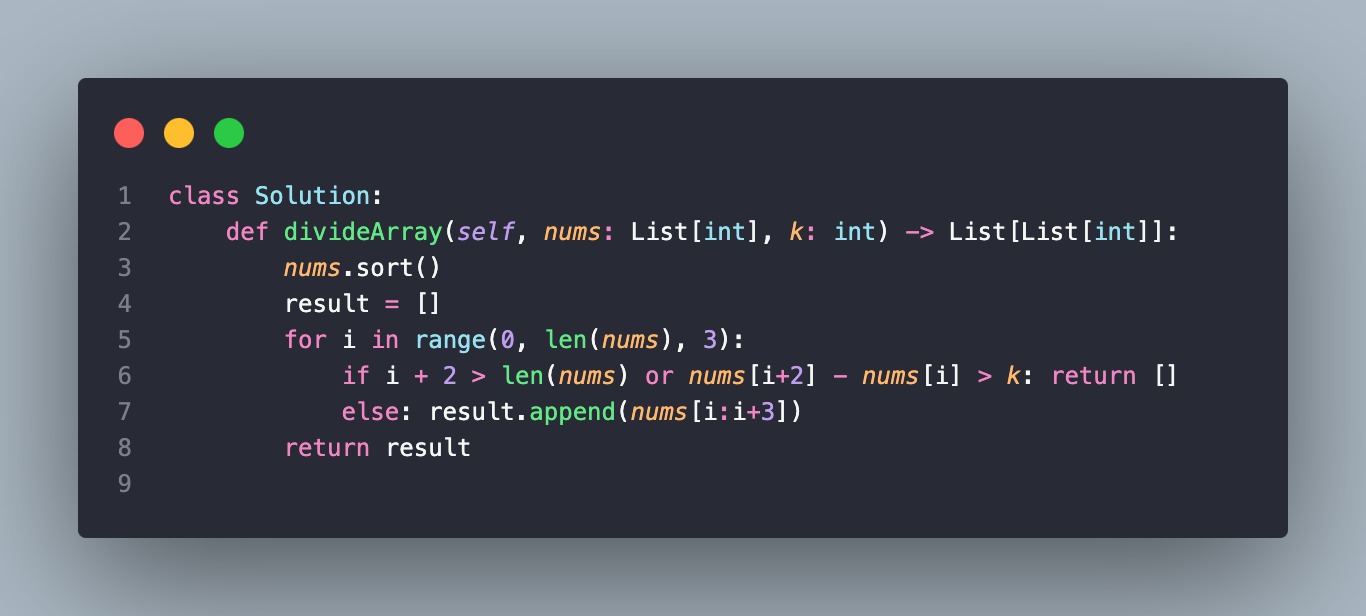 1 class Solution:
2     def divideArray(self, nums: List[int], k: int) -> List[List[int]]:
3         nums.sort()
4         result = []
5         for i in range(0, len(nums), 3):
6             if i + 2 > len(nums) or nums[i+2] - nums[i] > k: return []
7             else: result.append(nums[i:i+3])
8         return result
9